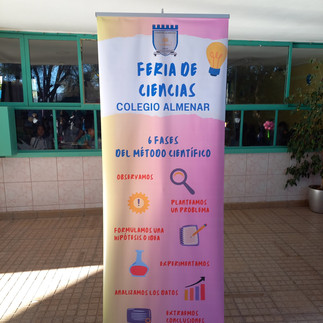 FERIA DE
CIENCIAS
COLEGIO ALMENAR
6 FASES
DEL MÉTODO CIENTÍFICO
OBSERVAMOS
PLANTEAMOS
UN PROBLEMA
FORMULAMOS UNA
HIPÓTESIS O IDEA
EXPERIMENTAMOS
ANALIZAMOS LOS DATOS
EXTRAEMOS
CONCLUSIONES